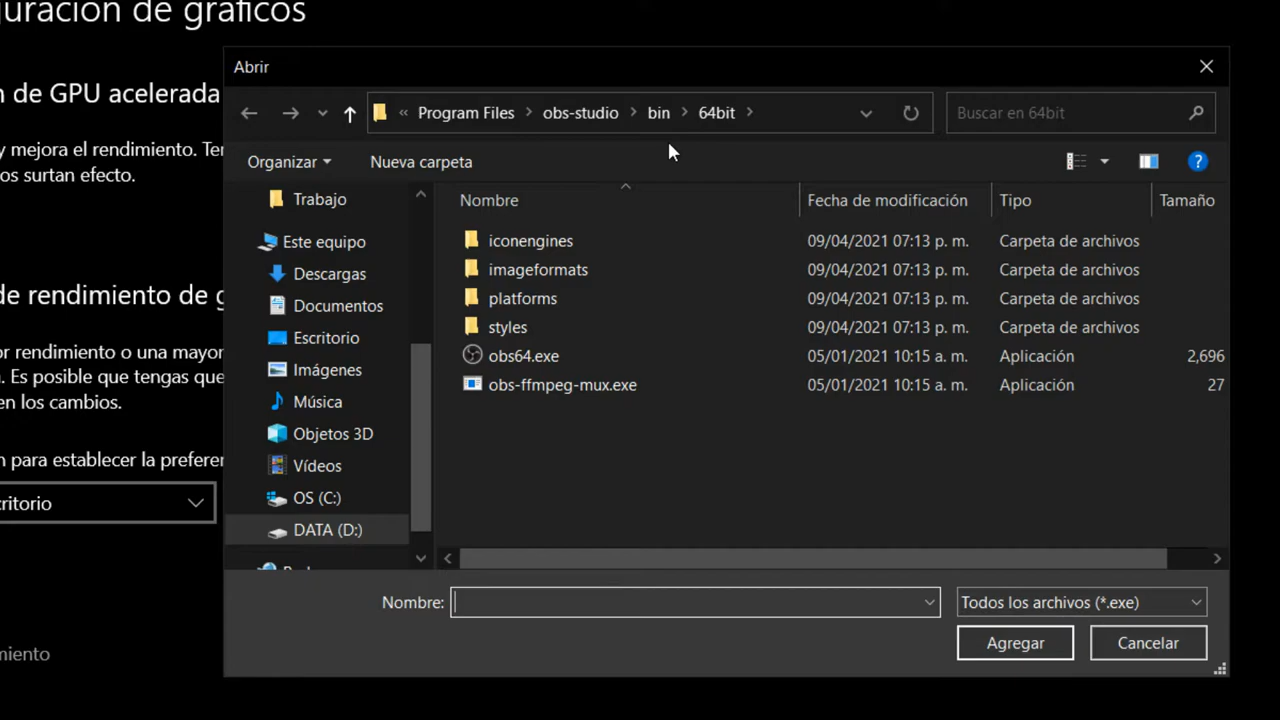 uración de gráficos
n de GPU acelerada
y mejora el rendimiento. Ten
os surtan efecto.
de rendimiento de g
or rendimiento o una mayor
a. Es posible que tengas que
en los cambios.
n para establecer la preferen
critorio
miento
Abrir
« Program Files > obs-studio > bin > 64bit >
Buscar en 64bit
Organizar
Nueva carpeta
Trabajo
Este equipo
Descargas
Documentos
Escritorio
Imágenes
Música
Objetos 3D
Vídeos
OS (C:)
DATA (D:)
Nombre Fecha de modificación Tipo Tamaño
iconengines 09/04/2021 07:13 p. m. Carpeta de archivos
imageformats 09/04/2021 07:13 p. m. Carpeta de archivos
platforms 09/04/2021 07:13 p. m. Carpeta de archivos
styles 09/04/2021 07:13 p. m. Carpeta de archivos
obs64.exe 05/01/2021 10:15 a. m. Aplicación 2,696
obs-ffmpeg-mux.exe 05/01/2021 10:15 a. m. Aplicación 27
Nombre:
Todos los archivos (*.exe)
Agregar
Cancelar